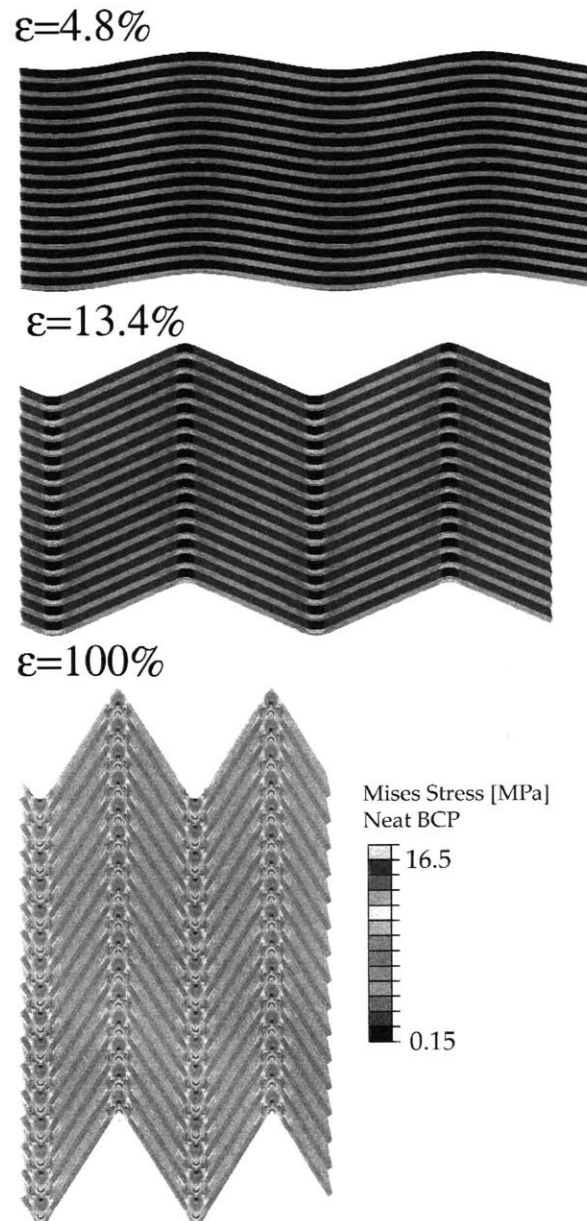 ε=4.8%
ε=13.4%
ε=100%
Mises Stress [MPa]
Neat BCP
16.5
0.15